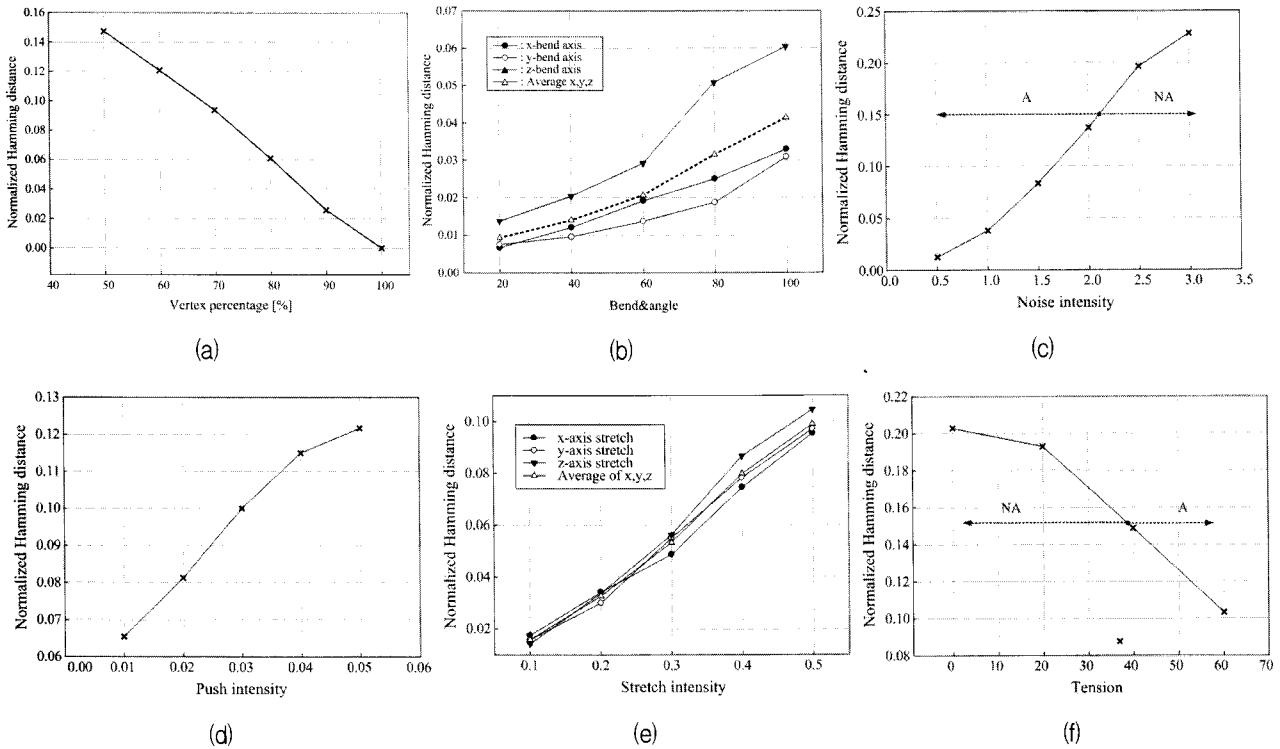 0.16
0.14
0.12
0.10
0.08
0.06
0.04
0.02
0.00
Normalized Hamming distance
40 50 60 70 80 90 100
Vertex percentage [%]
(a)
0.07
0.06
0.05
0.04
0.03
0.02
0.01
0.00
Normalized Hamming distance
: x-bend axis
: y-bend axis
: z-bend axis
: Average x,y,z
20 40 60 80 100
Bend&angle
(b)
0.25
0.20
0.15
0.10
0.05
0.00
Normalized Hamming distance
A NA
0.0 0.5 1.0 1.5 2.0 2.5 3.0 3.5
Noise intensity
(c)
0.13
0.12
0.11
0.10
0.09
0.08
0.07
0.06
Normalized Hamming distance
0.00 0.01 0.02 0.03 0.04 0.05 0.06
Push intensity
(d)
0.10
0.08
0.06
0.04
0.02
Normalized Hamming distance
x-axis stretch
y-axis stretch
z-axis stretch
Average of x,y,z
0.1 0.2 0.3 0.4 0.5
Stretch intensity
(e)
0.22
0.20
0.18
0.16
0.14
0.12
0.10
0.08
Normalized Hamming distance
NA A
0 10 20 30 40 50 60 70
Tension
(f)